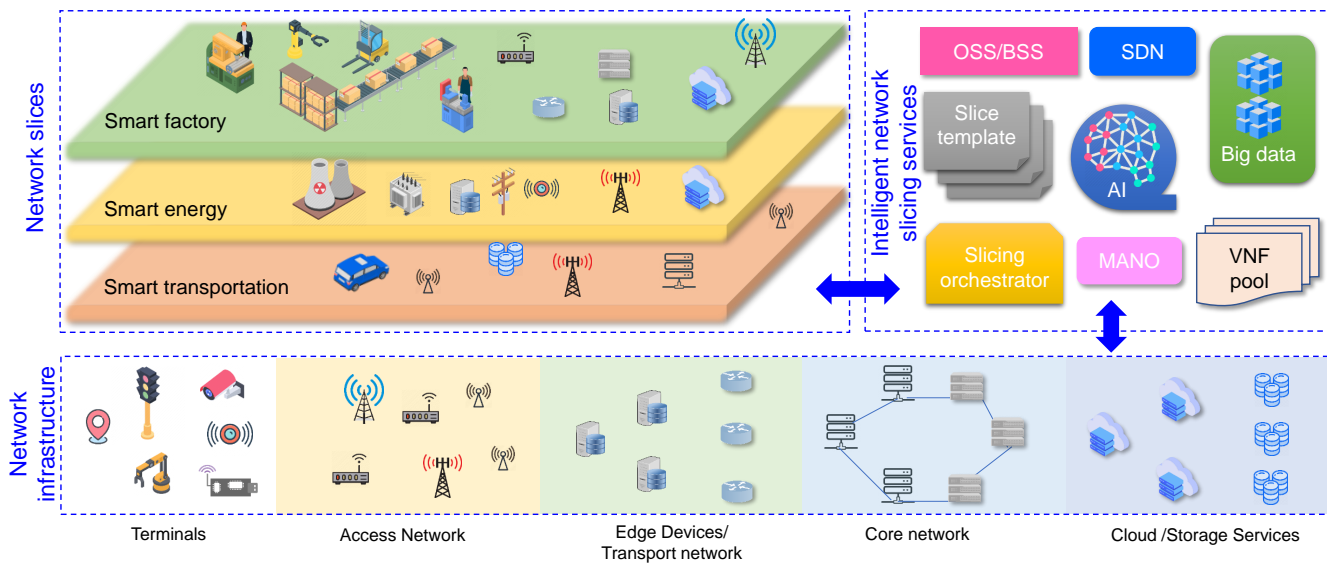 Network slices
Smart factory
Smart energy
Smart transportation
Intelligent network
slicing services
OSS/BSS
SDN
Big data
Slice
template
AI
Slicing
orchestrator
MANO
VNF
pool
Network
infrastructure
Terminals
Access Network
Edge Devices/
Transport network
Core network
Cloud /Storage Services